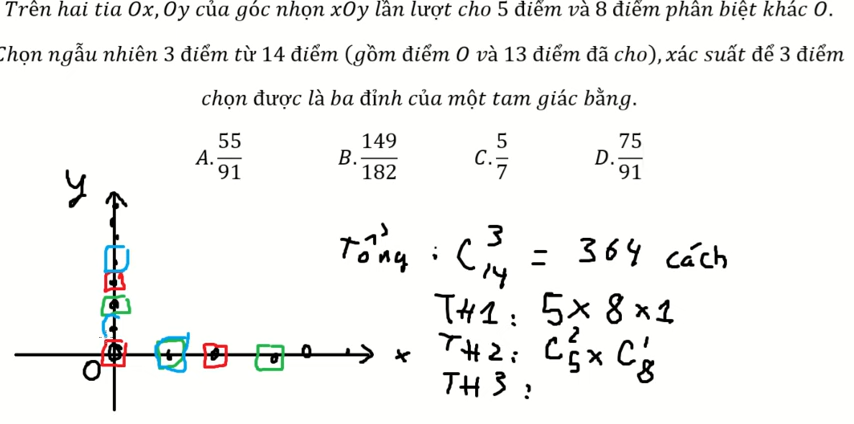 Trên hai tia Ox, Oy của góc nhọn xOy lần lượt cho 5 điểm và 8 điểm phân biệt khác O.
Chọn ngẫu nhiên 3 điểm từ 14 điểm (gồm điểm O và 13 điểm đã cho), xác suất để 3 điểm
chọn được là ba đỉnh của một tam giác bằng.
A. 55/91 B. 149/182 C. 5/7 D. 75/91
y
Tổng : C₁₄³ = 364 cách
TH1: 5 x 8 x 1
O x TH2: C₅² x C₈¹
TH3: